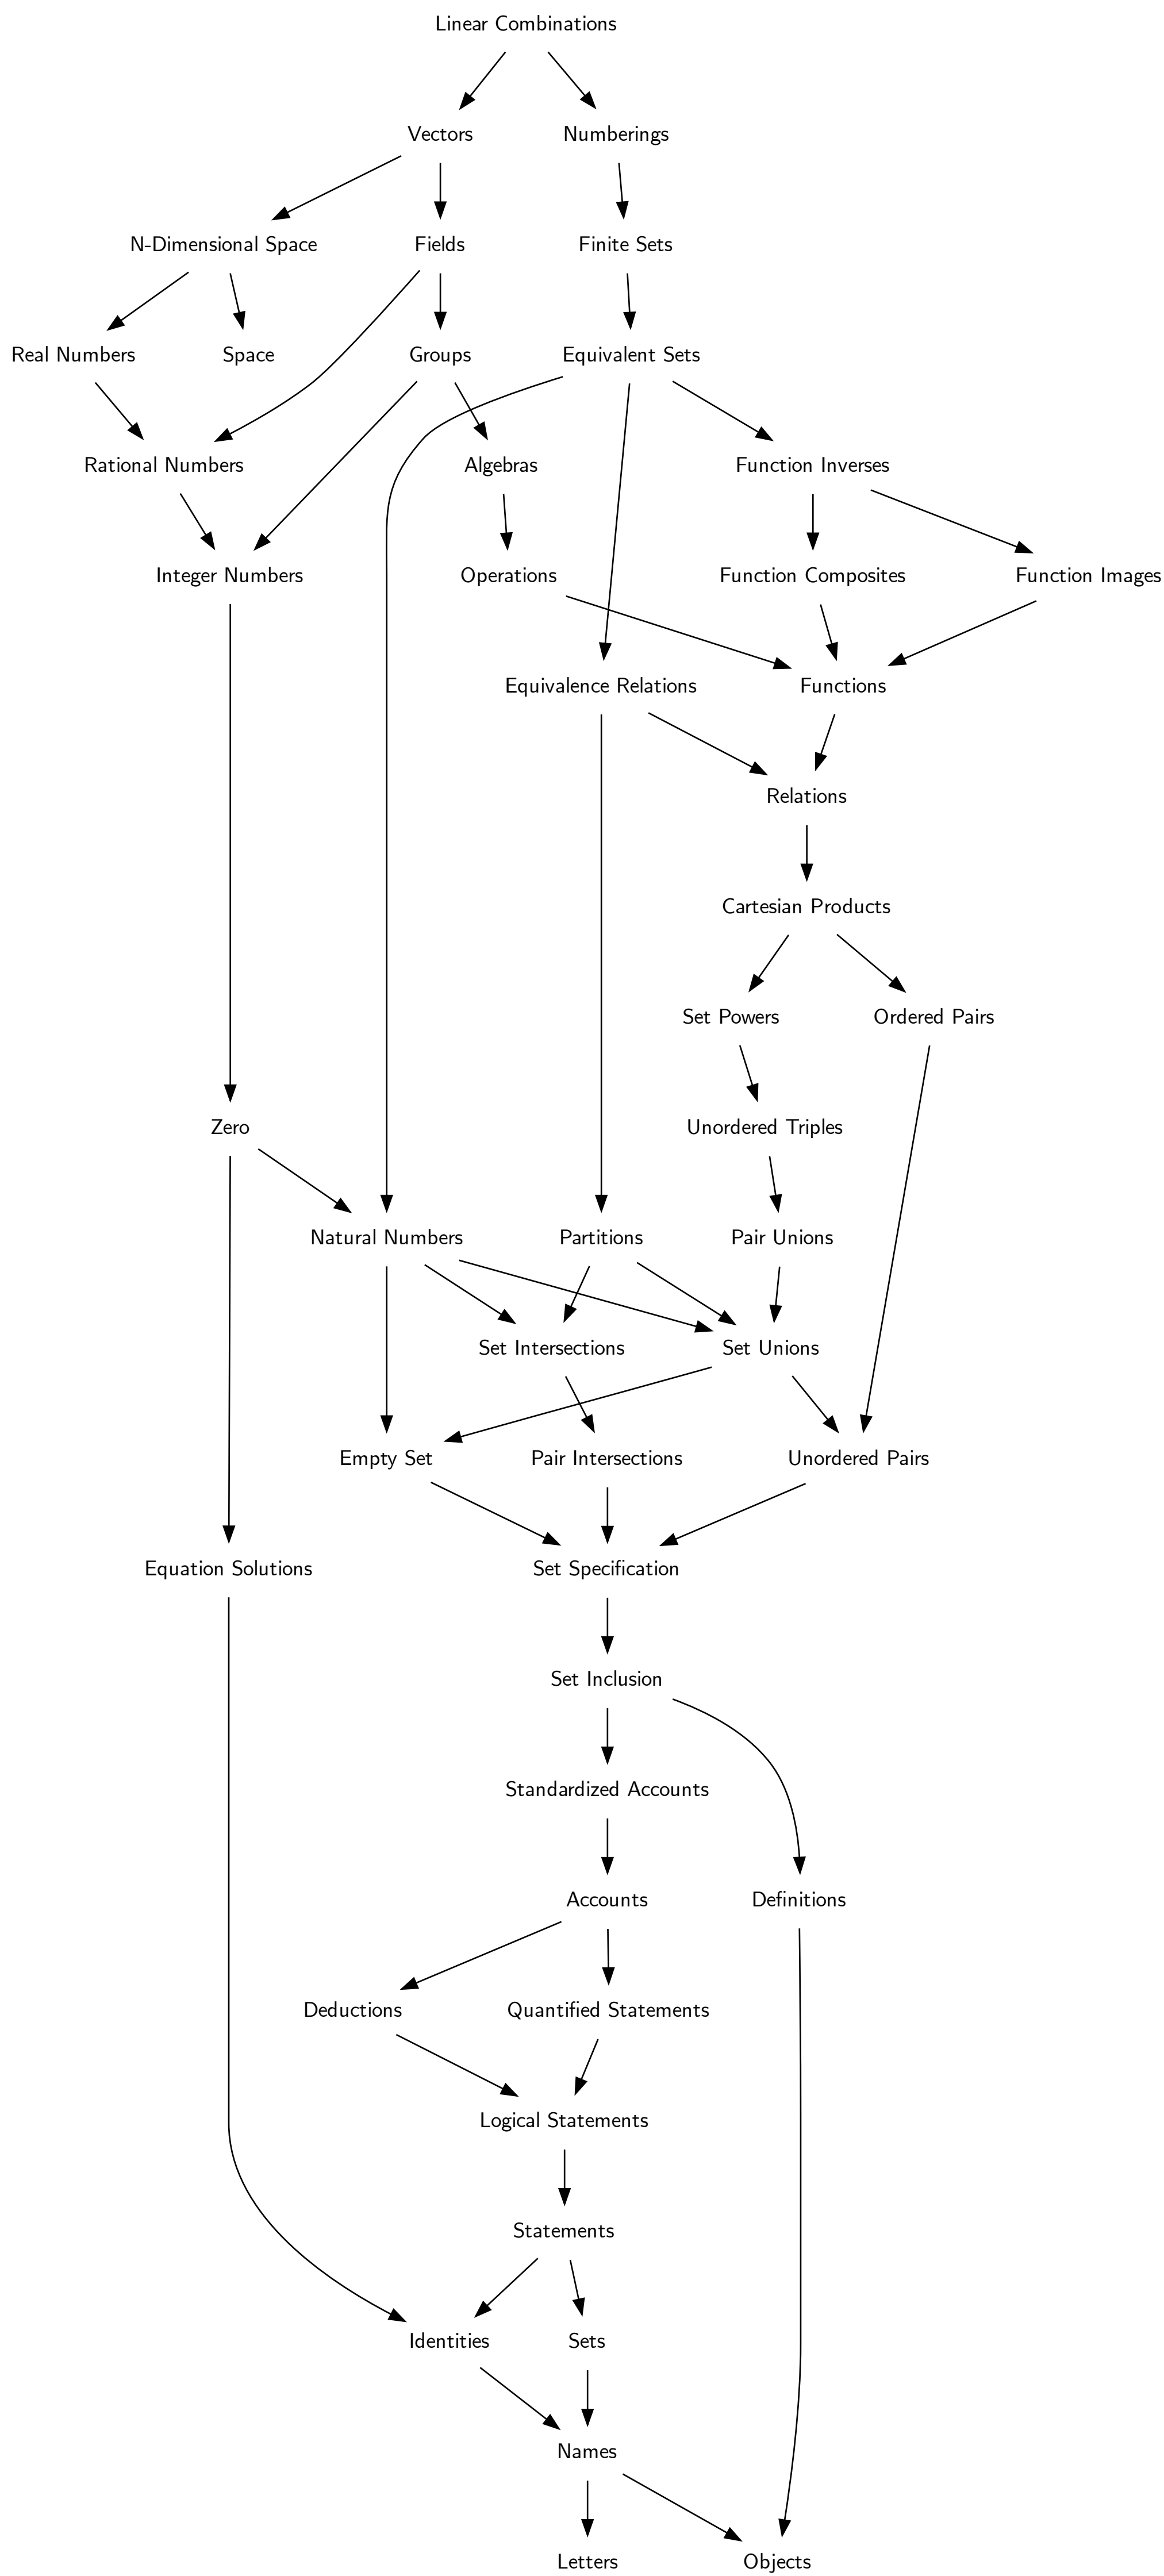 Linear Combinations
Vectors
Numberings
N-Dimensional Space
Fields
Finite Sets
Real Numbers
Space
Groups
Equivalent Sets
Rational Numbers
Algebras
Function Inverses
Integer Numbers
Operations
Function Composites
Function Images
Equivalence Relations
Functions
Relations
Cartesian Products
Set Powers
Ordered Pairs
Zero
Unordered Triples
Natural Numbers
Partitions
Pair Unions
Set Intersections
Set Unions
Empty Set
Pair Intersections
Unordered Pairs
Equation Solutions
Set Specification
Set Inclusion
Standardized Accounts
Accounts
Definitions
Deductions
Quantified Statements
Logical Statements
Statements
Identities
Sets
Names
Letters
Objects